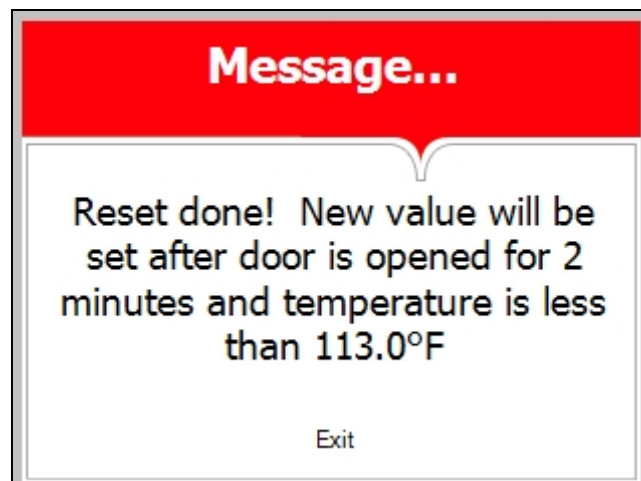 Message...
Reset done!  New value will be
set after door is opened for 2
minutes and temperature is less
than 113.0°F
Exit